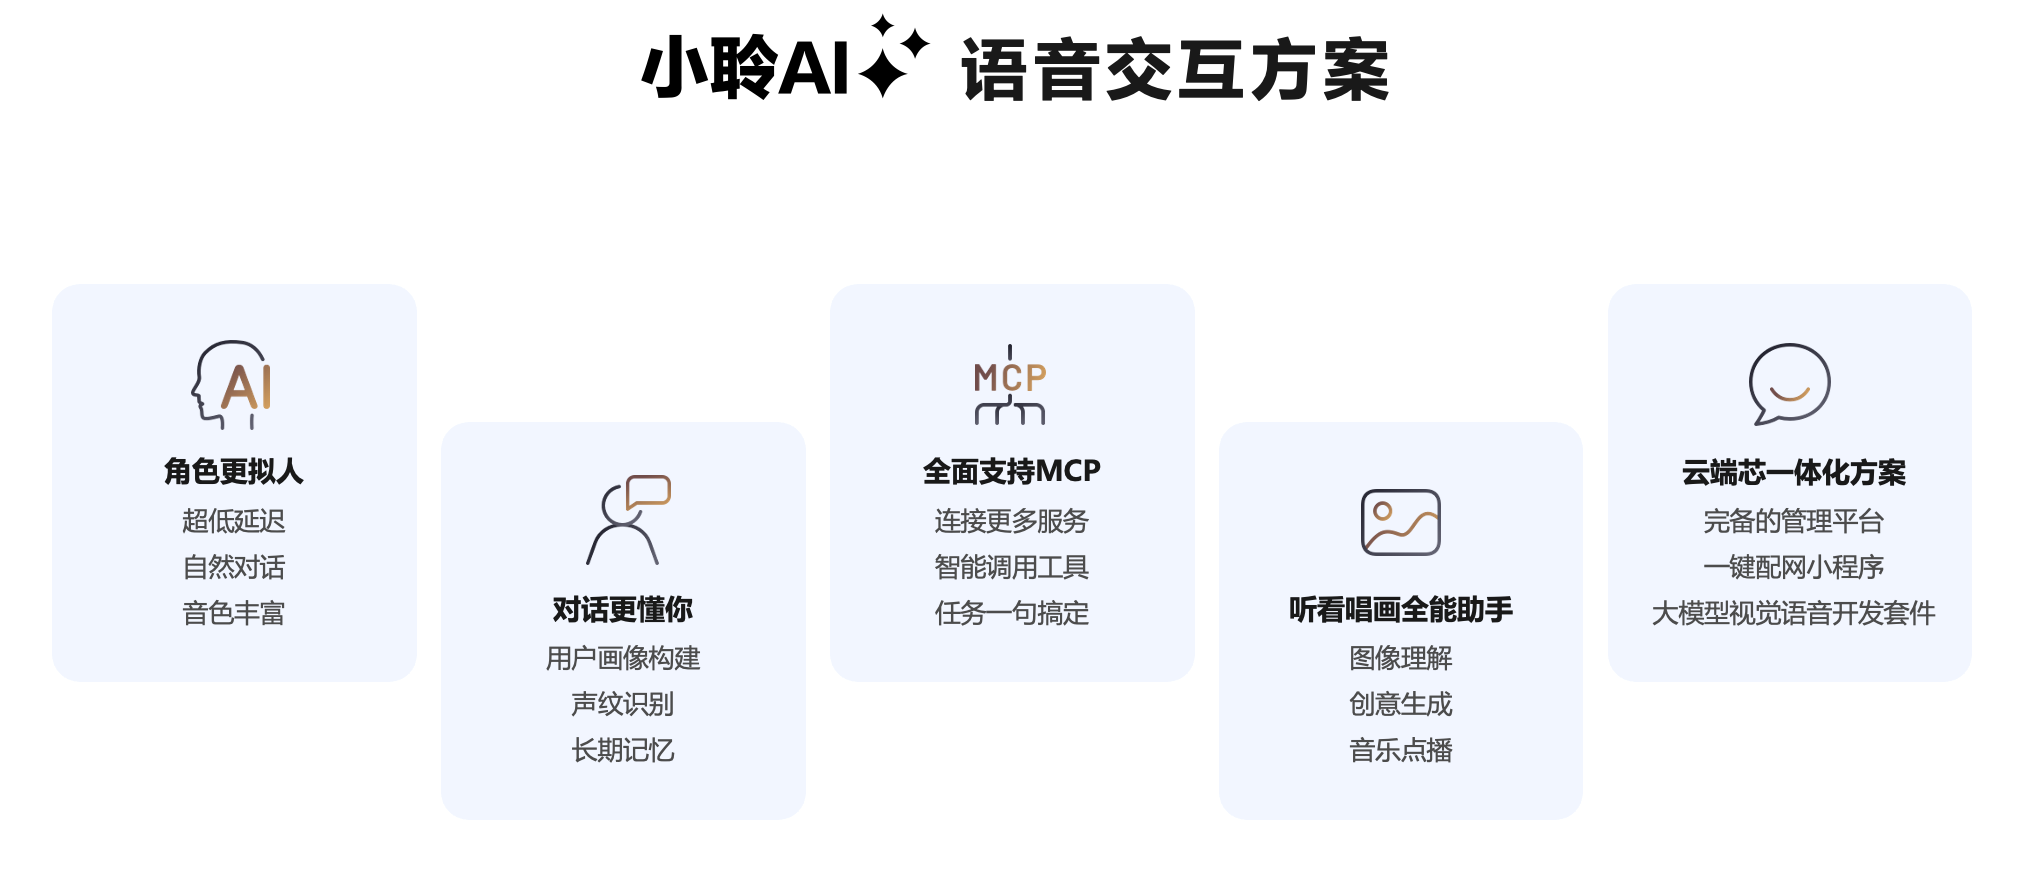 小聆AI 语音交互方案
AI
角色更拟人
超低延迟
自然对话
音色丰富
对话更懂你
用户画像构建
声纹识别
长期记忆
MCP
全面支持MCP
连接更多服务
智能调用工具
任务一句搞定
听看唱画全能助手
图像理解
创意生成
音乐点播
云端芯一体化方案
完备的管理平台
一键配网小程序
大模型视觉语音开发套件